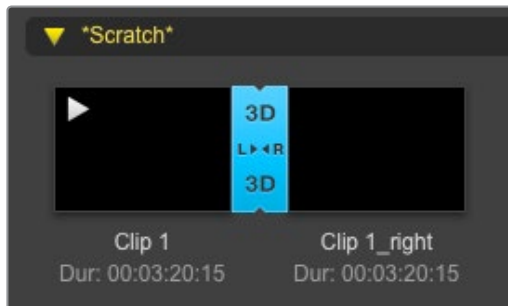 *Scratch*
3D
L R
3D
Clip 1 Clip 1_right
Dur: 00:03:20:15 Dur: 00:03:20:15